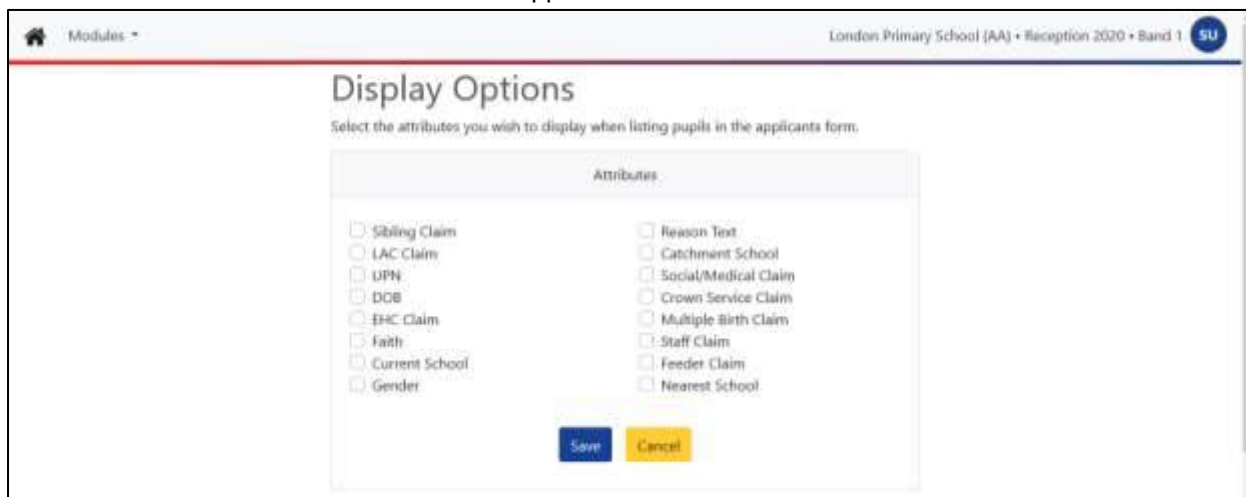 Modules
London Primary School (AA) • Reception 2020 • Band 1 SU
Display Options
Select the attributes you wish to display when listing pupils in the applicants form.
Attributes
Sibling Claim
LAC Claim
UPN
DOB
EHC Claim
Faith
Current School
Gender
Reason Text
Catchment School
Social/Medical Claim
Crown Service Claim
Multiple Birth Claim
Staff Claim
Feeder Claim
Nearest School
Save Cancel